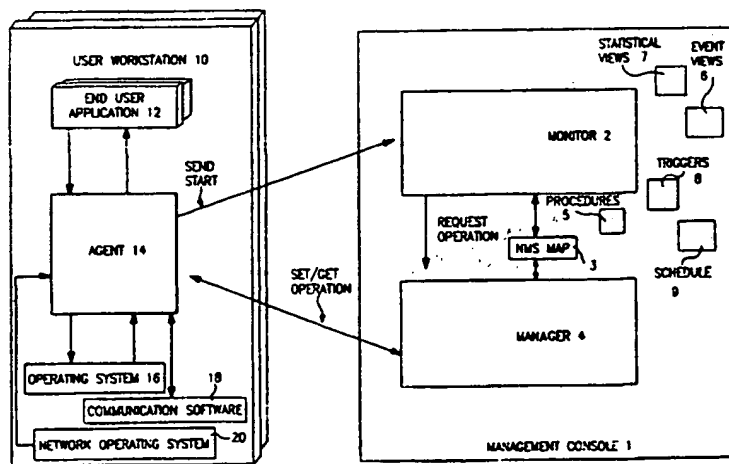 USER WORKSTATION 10
END USER
APPLICATION 12
SEND
START
AGENT 14
SET/GET
OPERATION
OPERATING SYSTEM 16
18
COMMUNICATION SOFTWARE
NETWORK OPERATING SYSTEM
20
STATISTICAL
VIEWS 7
EVENT
VIEWS
6
MONITOR 2
TRIGGERS
8
PROCEDURES
5
REQUEST
OPERATION
NMS MAP
3
SCHEDULE
9
MANAGER 4
MANAGEMENT CONSOLE 1